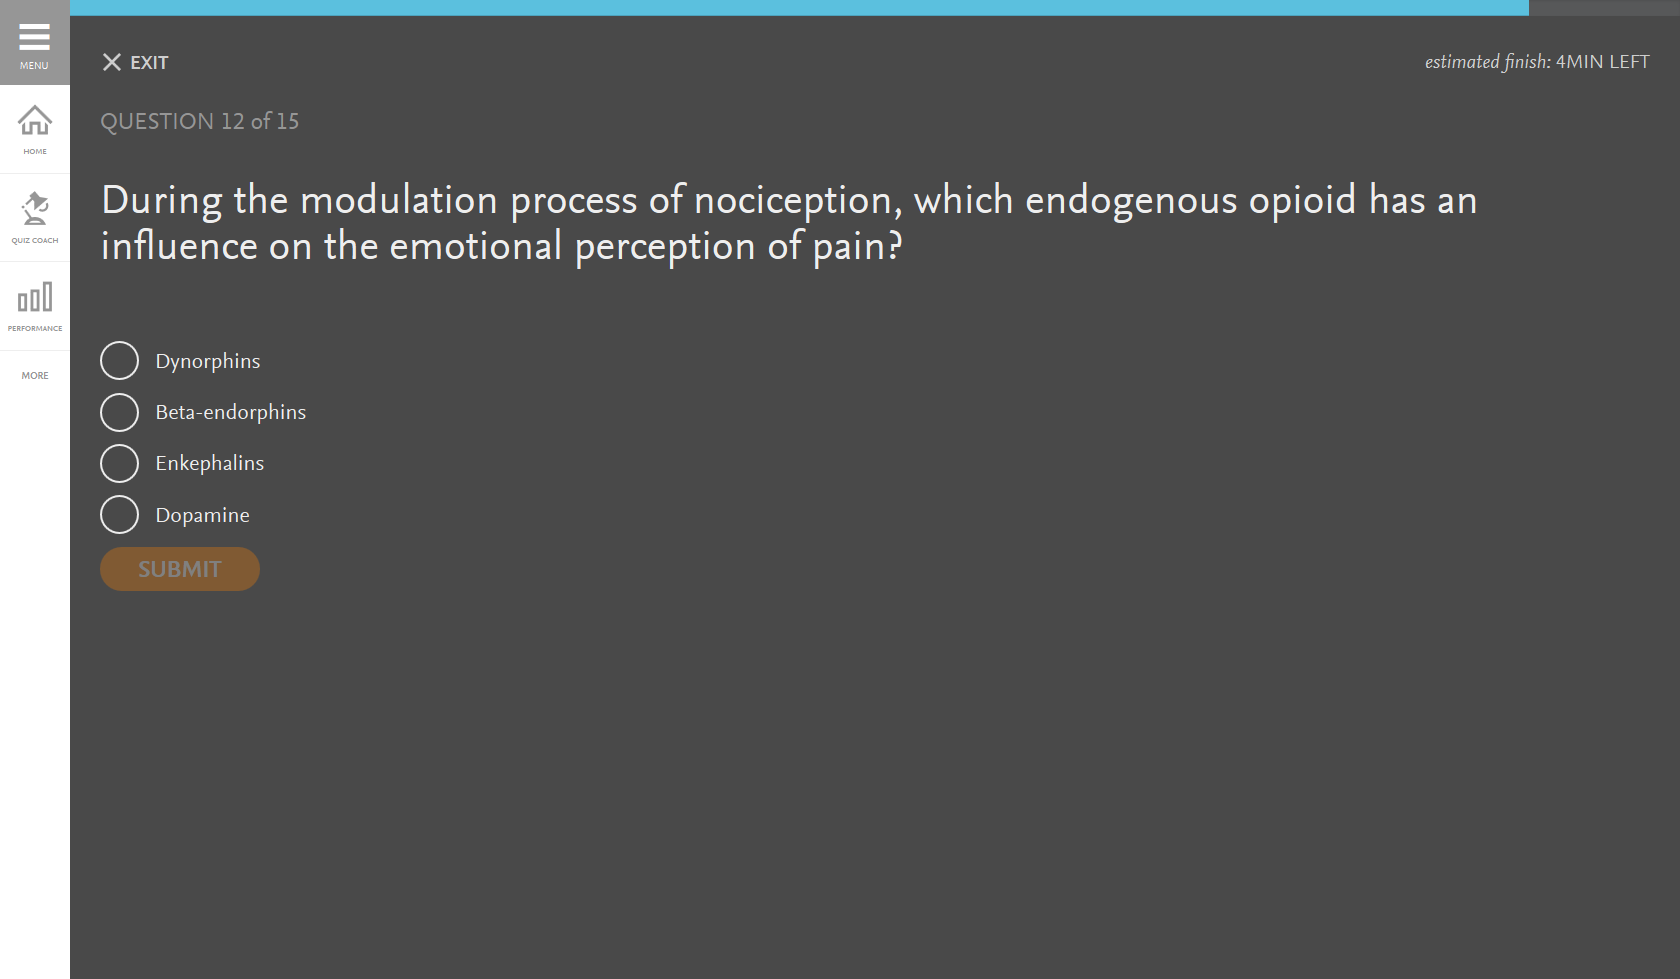 MENU
HOME
QUIZ COACH
PERFORMANCE
MORE
EXIT
estimated finish: 4MIN LEFT
QUESTION 12 of 15
During the modulation process of nociception, which endogenous opioid has an
influence on the emotional perception of pain?
Dynorphins
Beta-endorphins
Enkephalins
Dopamine
SUBMIT